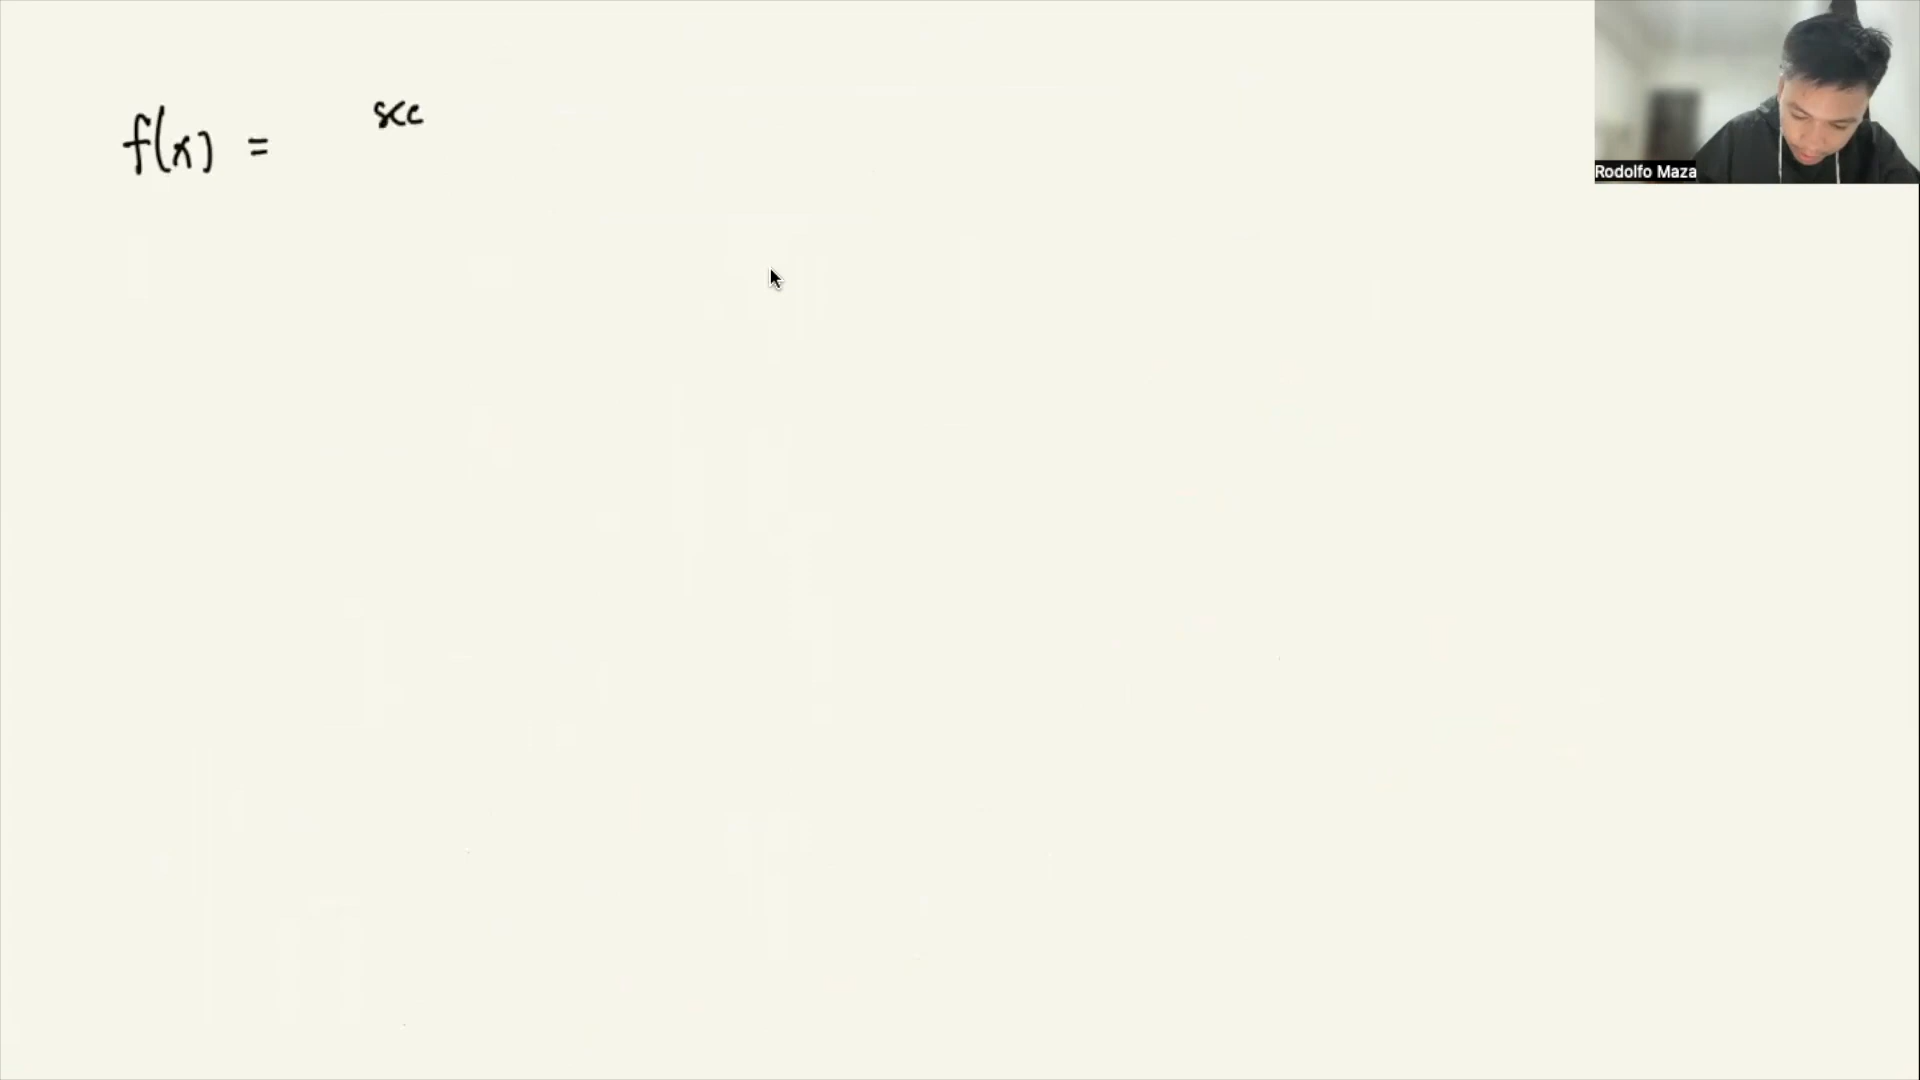 f(x) = sec
Rodolfo Maza